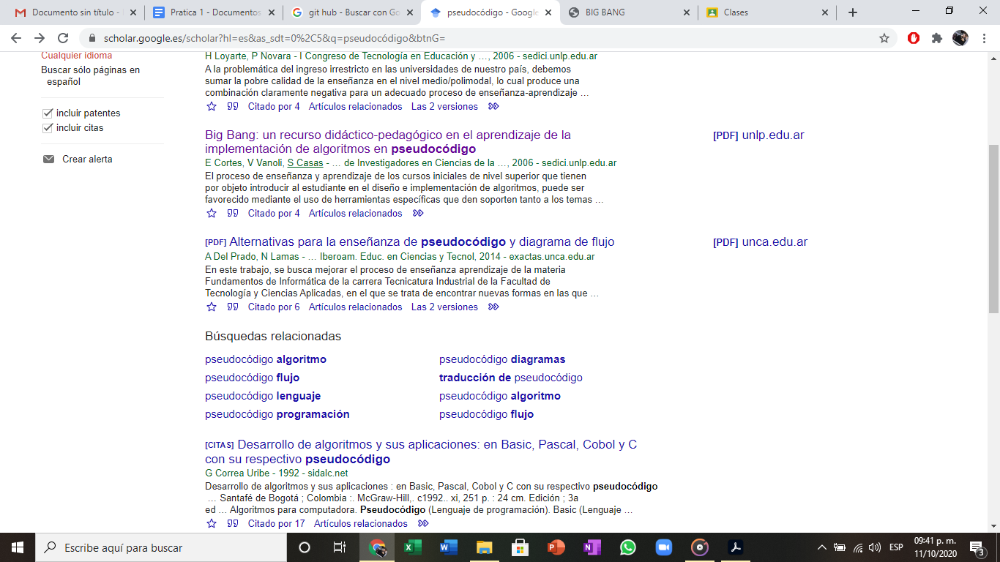 Documento sin título -
Pratica 1 - Documentos
git hub - Buscar con Go
pseudocódigo - Google
BIG BANG
Clases
scholar.google.es/scholar?hl=es&as_sdt=0%2C5&q=pseudocódigo&btnG=
Cualquier idioma
Buscar sólo páginas en
español
incluir patentes
incluir citas
Crear alerta
H Loyarte, P Novara - I Congreso de Tecnología en Educación y …, 2006 - sedici.unlp.edu.ar
A la problemática del ingreso irrestricto en las universidades de nuestro país, debemos
sumar la pobre calidad de la enseñanza en el nivel medio/polimodal, lo cual produce una
combinación claramente negativa para un adecuado proceso de enseñanza-aprendizaje …
Citado por 4 Artículos relacionados Las 2 versiones
Big Bang: un recurso didáctico-pedagógico en el aprendizaje de la
implementación de algoritmos en pseudocódigo
[PDF] unlp.edu.ar
E Cortes, V Vanoli, S Casas - … de Investigadores en Ciencias de la …, 2006 - sedici.unlp.edu.ar
El proceso de enseñanza y aprendizaje de los cursos iniciales de nivel superior que tienen
por objeto introducir al estudiante en el diseño e implementación de algoritmos, puede ser
favorecido mediante el uso de herramientas específicas que den soporten tanto a los temas …
Citado por 4 Artículos relacionados
[PDF] Alternativas para la enseñanza de pseudocódigo y diagrama de flujo
[PDF] unca.edu.ar
A Del Prado, N Lamas - … Iberoam. Educ. en Ciencias y Tecnol, 2014 - exactas.unca.edu.ar
En este trabajo, se busca mejorar el proceso de enseñanza aprendizaje de la materia
Fundamentos de Informática de la carrera Tecnicatura Industrial de la Facultad de
Tecnología y Ciencias Aplicadas, en el que se trata de encontrar nuevas formas en las que …
Citado por 6 Artículos relacionados Las 2 versiones
Búsquedas relacionadas
pseudocódigo algoritmo
pseudocódigo diagramas
pseudocódigo flujo
traducción de pseudocódigo
pseudocódigo lenguaje
pseudocódigo algoritmo
pseudocódigo programación
pseudocódigo flujo
[CITAS] Desarrollo de algoritmos y sus aplicaciones: en Basic, Pascal, Cobol y C
con su respectivo pseudocódigo
G Correa Uribe - 1992 - sidalc.net
Desarrollo de algoritmos y sus aplicaciones : en Basic, Pascal, Cobol y C con su respectivo pseudocódigo
… Santafé de Bogotá ; Colombia :. McGraw-Hill,. c1992.. xi, 251 p. : 24 cm. Edición ; 3a
ed … Algoritmos para computadora. Pseudocódigo (Lenguaje de programación). Basic (Lenguaje …
Citado por 17 Artículos relacionados
Escribe aquí para buscar
ESP
09:41 p. m.
11/10/2020
3